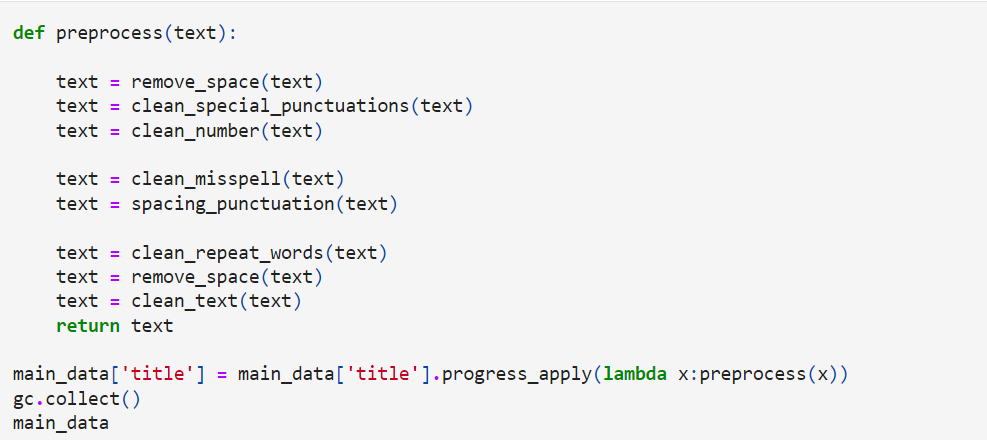 def preprocess(text):
    text = remove_space(text)
    text = clean_special_punctuations(text)
    text = clean_number(text)
    text = clean_misspell(text)
    text = spacing_punctuation(text)
    text = clean_repeat_words(text)
    text = remove_space(text)
    text = clean_text(text)
    return text
main_data['title'] = main_data['title'].progress_apply(lambda x:preprocess(x))
gc.collect()
main_data